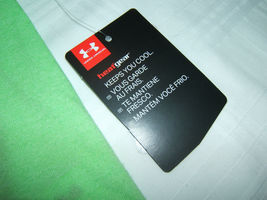 UNDER ARMOUR
heatgear
KEEPS YOU COOL.
= VOUS GARDE
AU FRAIS.
= TE MANTIENE
FRESCO.
= MANTÉM VOCÊ FRIO.